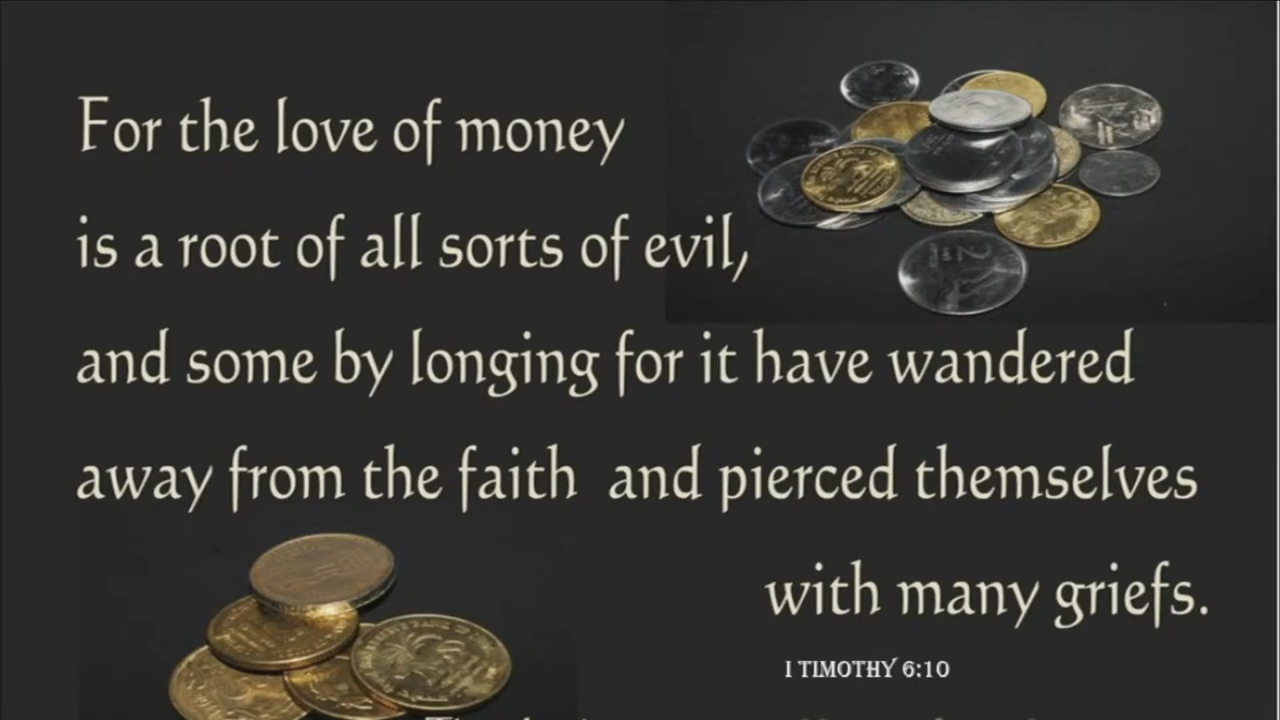 For the love of money
is a root of all sorts of evil,
and some by longing for it have wandered
away from the faith and pierced themselves
with many griefs.
I TIMOTHY 6:10